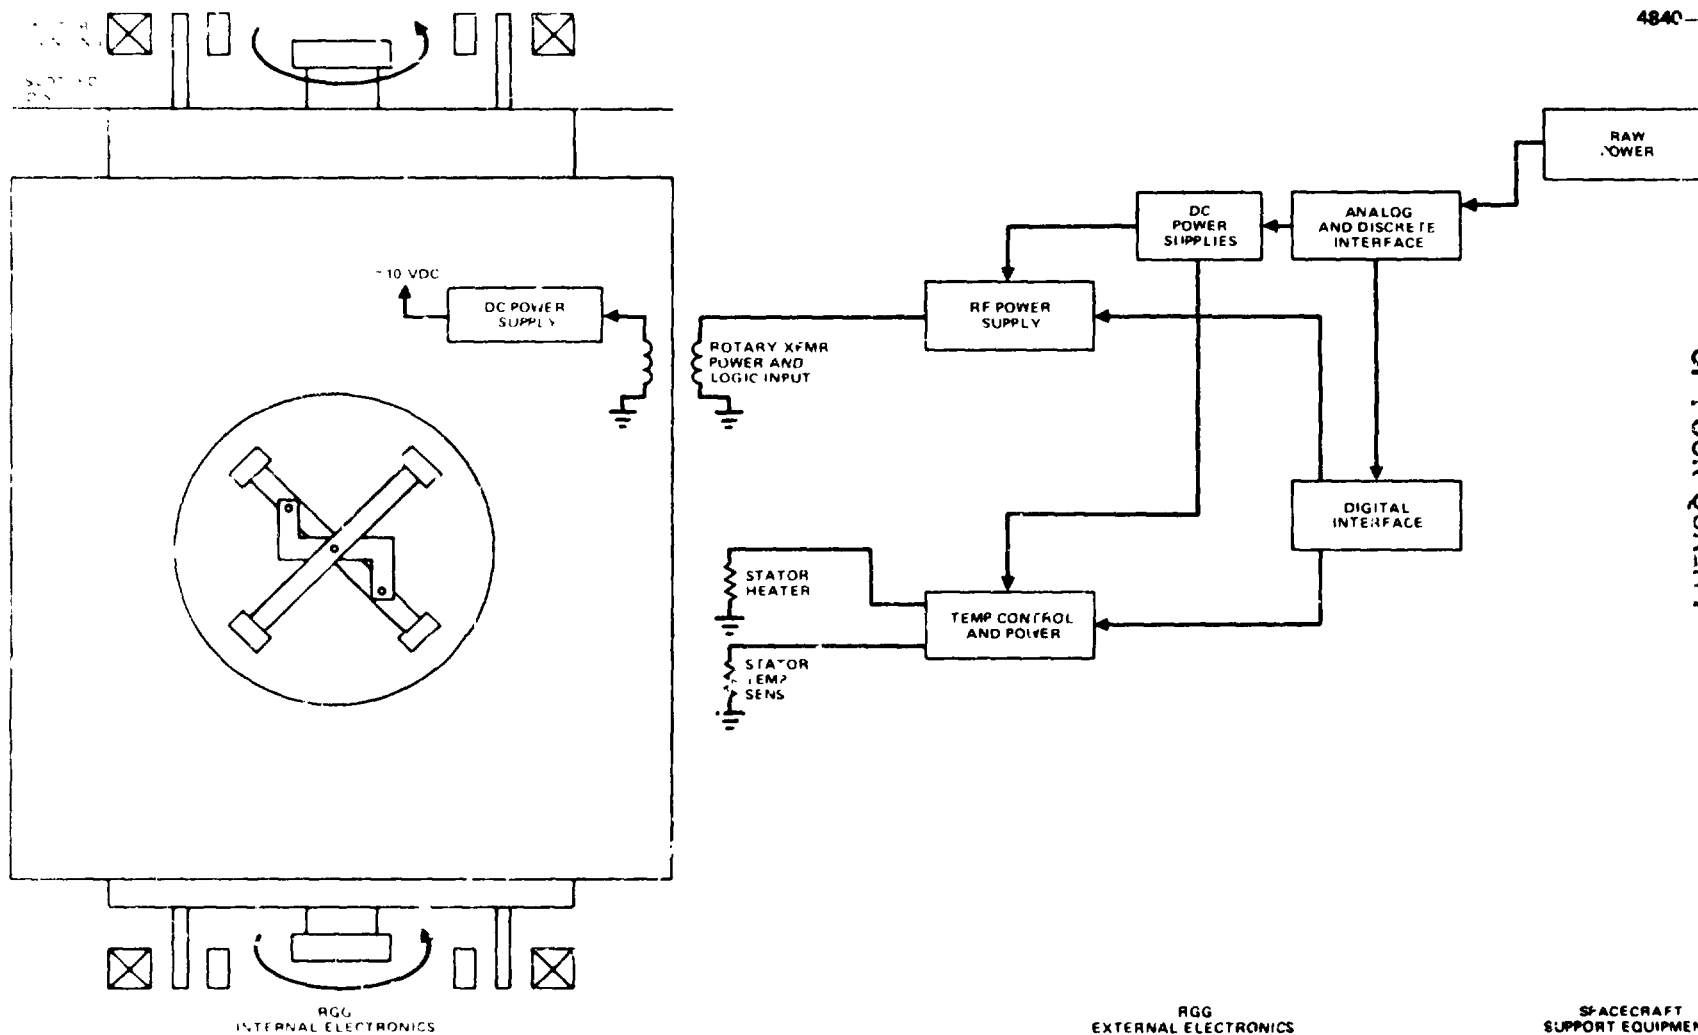 4840-
RAW
POWER
DC
POWER
SUPPLIES
ANALOG
AND DISCRETE
INTERFACE
10 VDC
DC POWER
SUPPLY
RF POWER
SUPPLY
ROTARY XFMR
POWER AND
LOGIC INPUT
DIGITAL
INTERFACE
STATOR
HEATER
TEMP CONTROL
AND POWER
STATOR
TEMP
SENS
RGG
INTERNAL ELECTRONICS
RGG
EXTERNAL ELECTRONICS
SPACECRAFT
SUPPORT EQUIPMEN